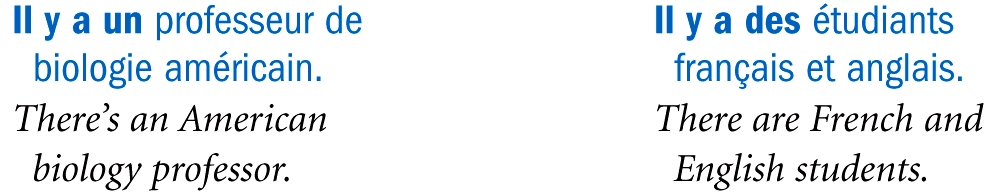 Il y a un professeur de
biologie américain.
There's an American
biology professor.
Il y a des étudiants
français et anglais.
There are French and
English students.